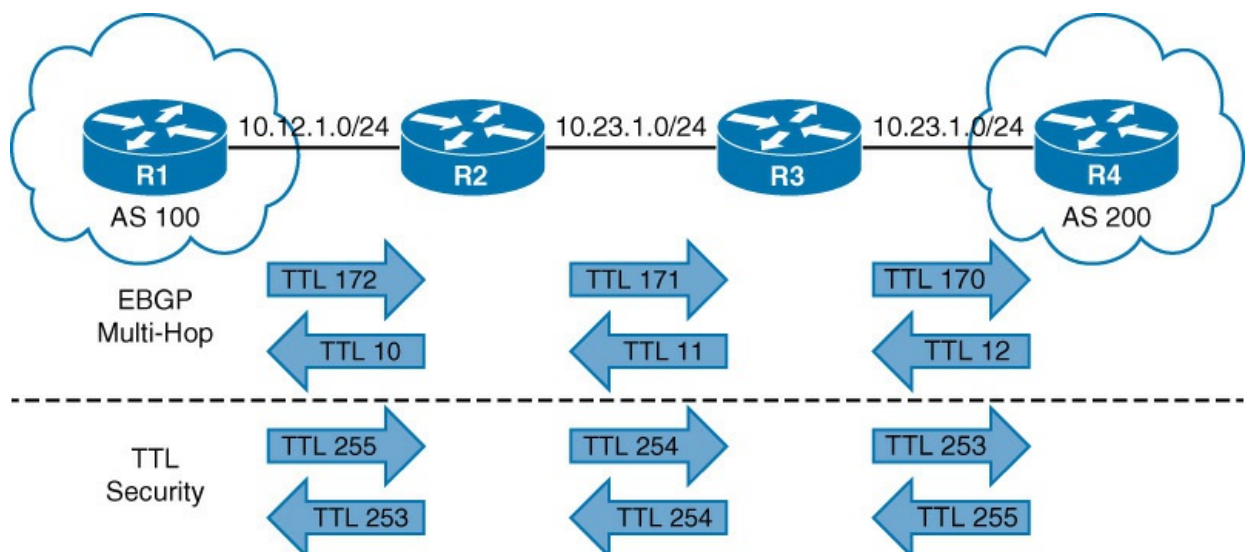 10.12.1.0/24
10.23.1.0/24
10.23.1.0/24
R1
R2
R3
R4
AS 100
AS 200
EBGP
Multi-Hop
TTL 172
TTL 171
TTL 170
TTL 10
TTL 11
TTL 12
TTL
Security
TTL 255
TTL 254
TTL 253
TTL 253
TTL 254
TTL 255